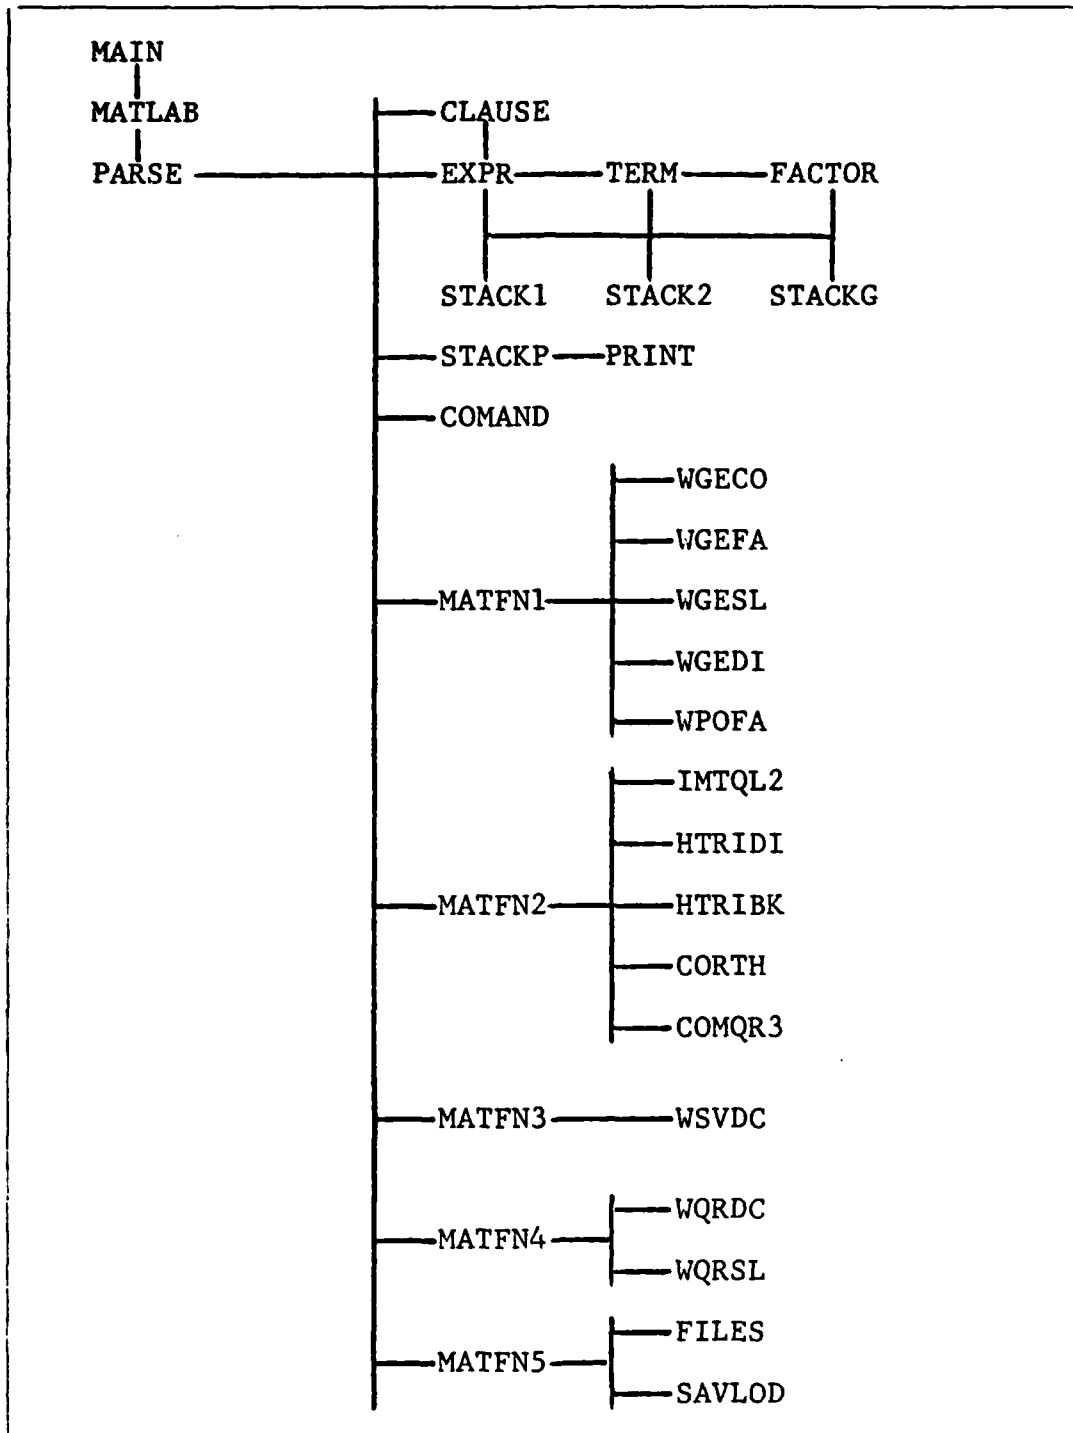 MAIN
MATLAB CLAUSE
PARSE EXPR TERM FACTOR
STACK1 STACK2 STACKG
STACKP PRINT
COMAND
WGECO
WGEFA
MATFN1 WGESL
WGEDI
WPOFA
IMTQL2
HTRIDI
MATFN2 HTRIBK
CORTH
COMQR3
MATFN3 WSVDC
WQRDC
MATFN4
WQRSL
FILES
MATFN5
SAVLOD